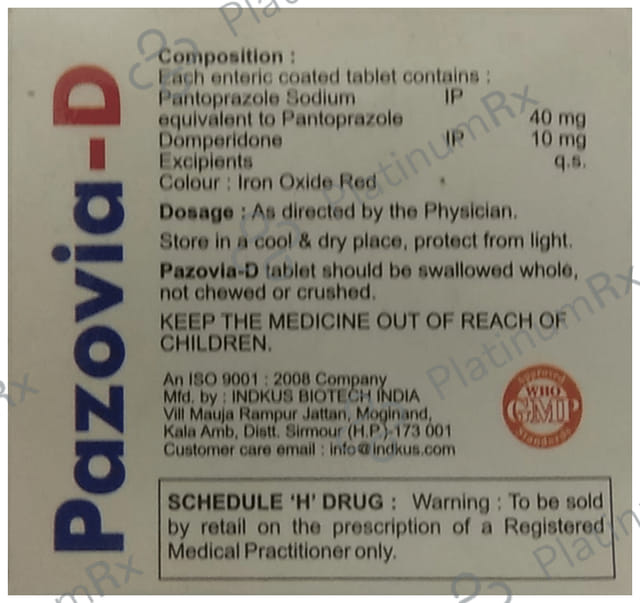 Pazovia-D
Composition :
Each enteric coated tablet contains :
Pantoprazole Sodium IP
equivalent to Pantoprazole 40 mg
Domperidone IP 10 mg
Excipients q.s.
Colour : Iron Oxide Red
Dosage : As directed by the Physician.
Store in a cool & dry place, protect from light.
Pazovia-D tablet should be swallowed whole,
not chewed or crushed.
KEEP THE MEDICINE OUT OF REACH OF
CHILDREN.
An ISO 9001 : 2008 Company
Mfd. by : INDKUS BIOTECH INDIA
Vill Mauja Rampur Jattan, Moginand,
Kala Amb, Distt. Sirmour (H.P.)-173 001
Customer care email : info@indkus.com
Approved
WHO
GMP
Standards
SCHEDULE 'H' DRUG : Warning : To be sold
by retail on the prescription of a Registered
Medical Practitioner only.
PlatinumRx
PlatinumRx
PlatinumRx